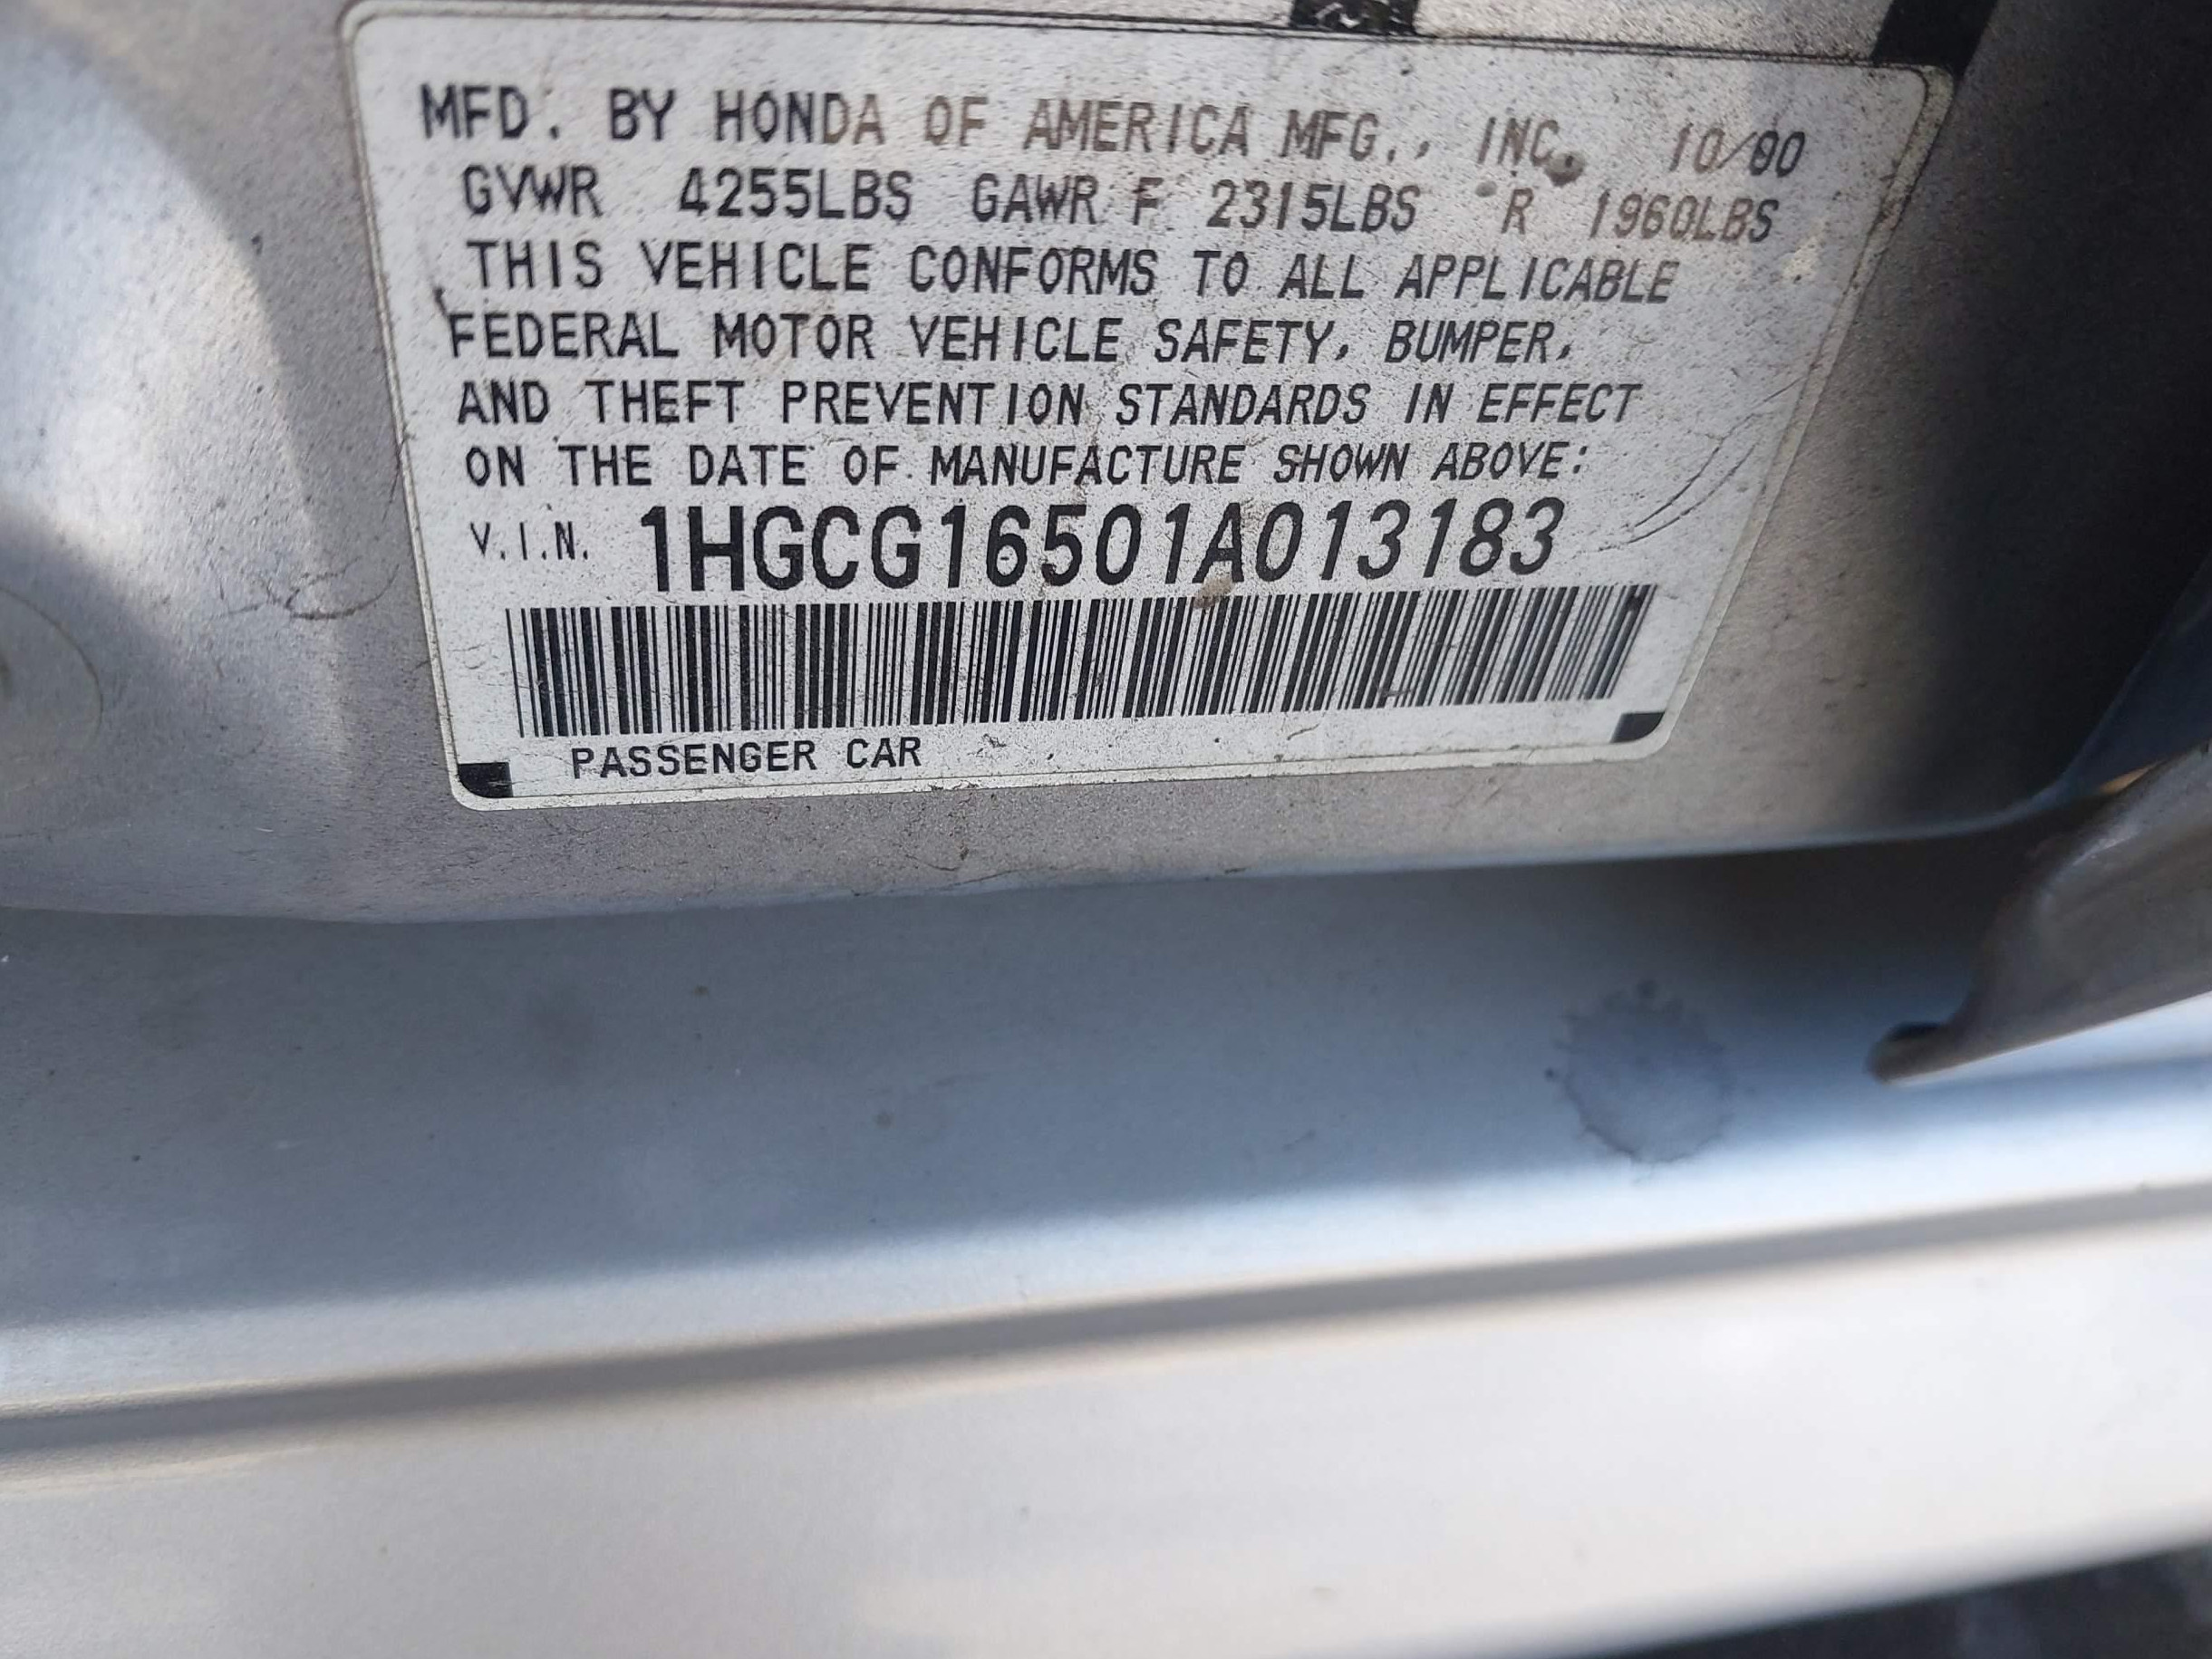 MFD. BY HONDA OF AMERICA MFG., INC. 10/00
GVWR 4255LBS GAWR F 2315LBS R 1960LBS
THIS VEHICLE CONFORMS TO ALL APPLICABLE
FEDERAL MOTOR VEHICLE SAFETY, BUMPER,
AND THEFT PREVENTION STANDARDS IN EFFECT
ON THE DATE OF MANUFACTURE SHOWN ABOVE:
V.I.N. 1HGCG16501A013183
PASSENGER CAR